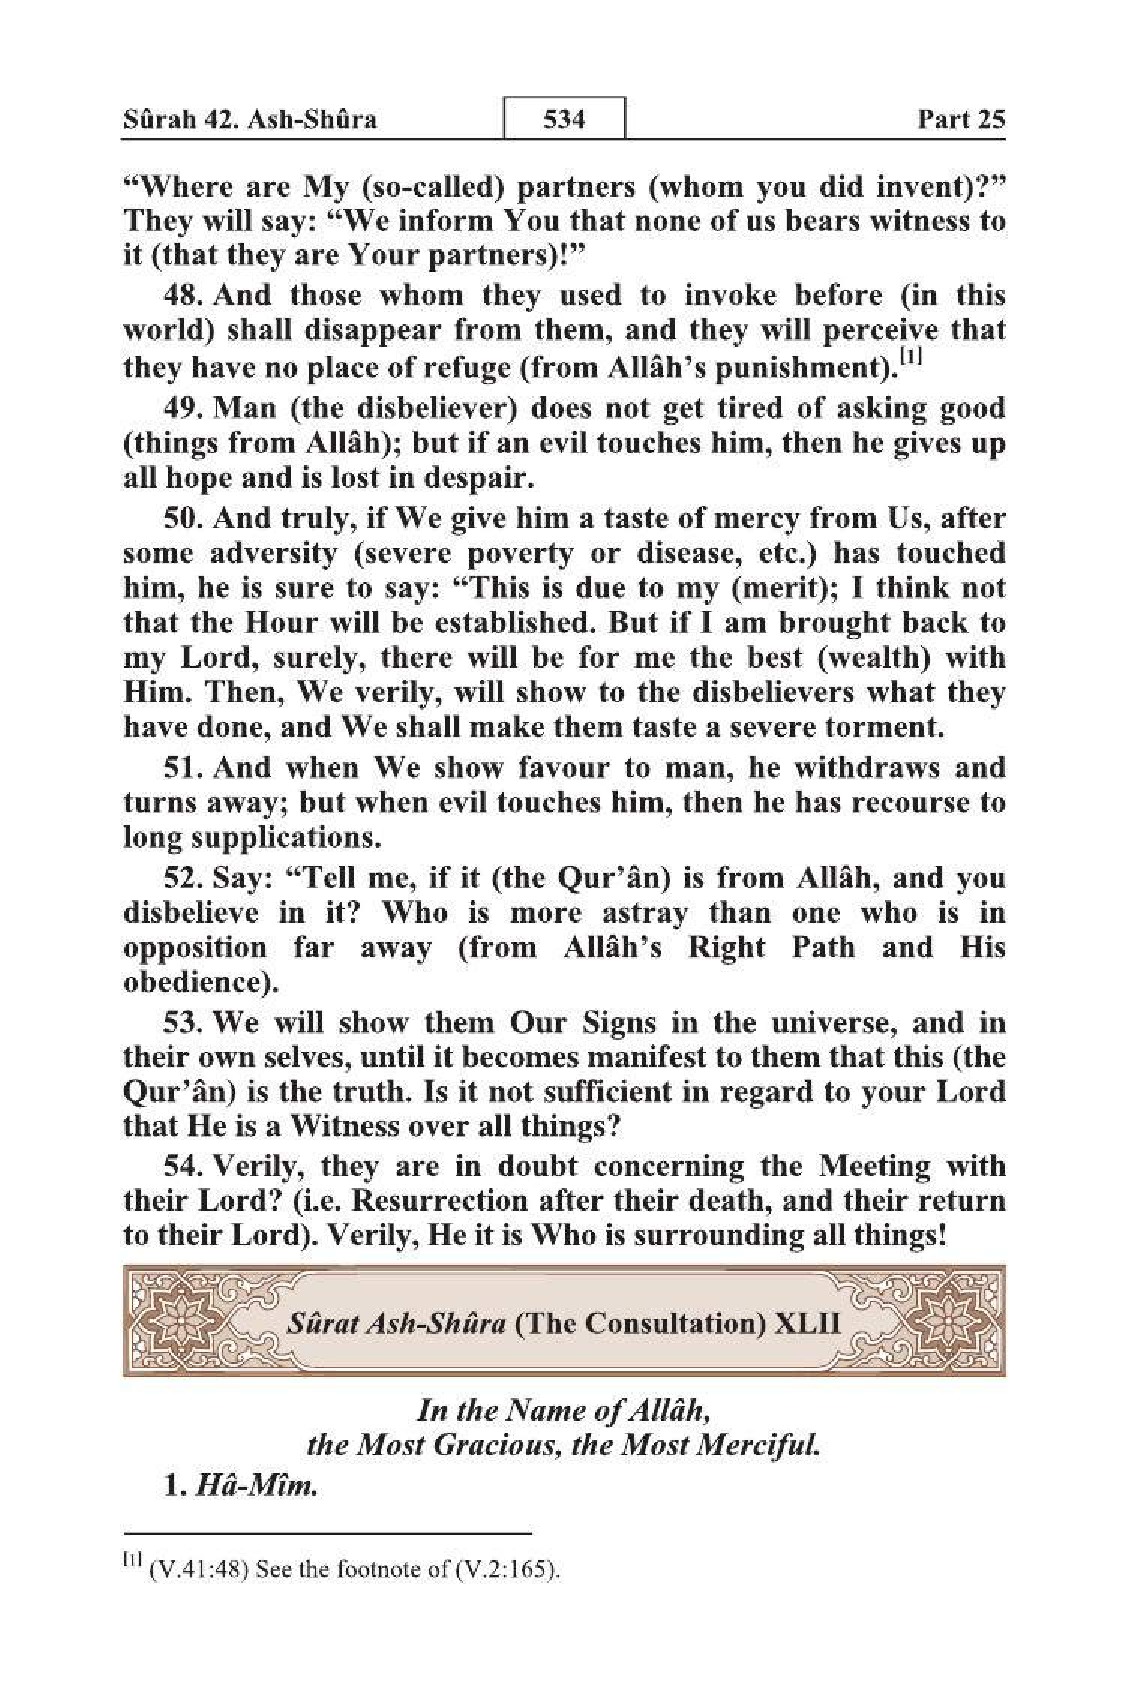 Sûrah 42. Ash-Shûra 534 Part 25
“Where are My (so-called) partners (whom you did invent)?”
They will say: “We inform You that none of us bears witness to
it (that they are Your partners)!”
48. And those whom they used to invoke before (in this
world) shall disappear from them, and they will perceive that
they have no place of refuge (from Allâh’s punishment).[1]
49. Man (the disbeliever) does not get tired of asking good
(things from Allâh); but if an evil touches him, then he gives up
all hope and is lost in despair.
50. And truly, if We give him a taste of mercy from Us, after
some adversity (severe poverty or disease, etc.) has touched
him, he is sure to say: “This is due to my (merit); I think not
that the Hour will be established. But if I am brought back to
my Lord, surely, there will be for me the best (wealth) with
Him. Then, We verily, will show to the disbelievers what they
have done, and We shall make them taste a severe torment.
51. And when We show favour to man, he withdraws and
turns away; but when evil touches him, then he has recourse to
long supplications.
52. Say: “Tell me, if it (the Qur’ân) is from Allâh, and you
disbelieve in it? Who is more astray than one who is in
opposition far away (from Allâh’s Right Path and His
obedience).
53. We will show them Our Signs in the universe, and in
their own selves, until it becomes manifest to them that this (the
Qur’ân) is the truth. Is it not sufficient in regard to your Lord
that He is a Witness over all things?
54. Verily, they are in doubt concerning the Meeting with
their Lord? (i.e. Resurrection after their death, and their return
to their Lord). Verily, He it is Who is surrounding all things!
Sûrat Ash-Shûra (The Consultation) XLII
In the Name of Allâh,
the Most Gracious, the Most Merciful.
1. Hâ-Mîm.
[1] (V.41:48) See the footnote of (V.2:165).